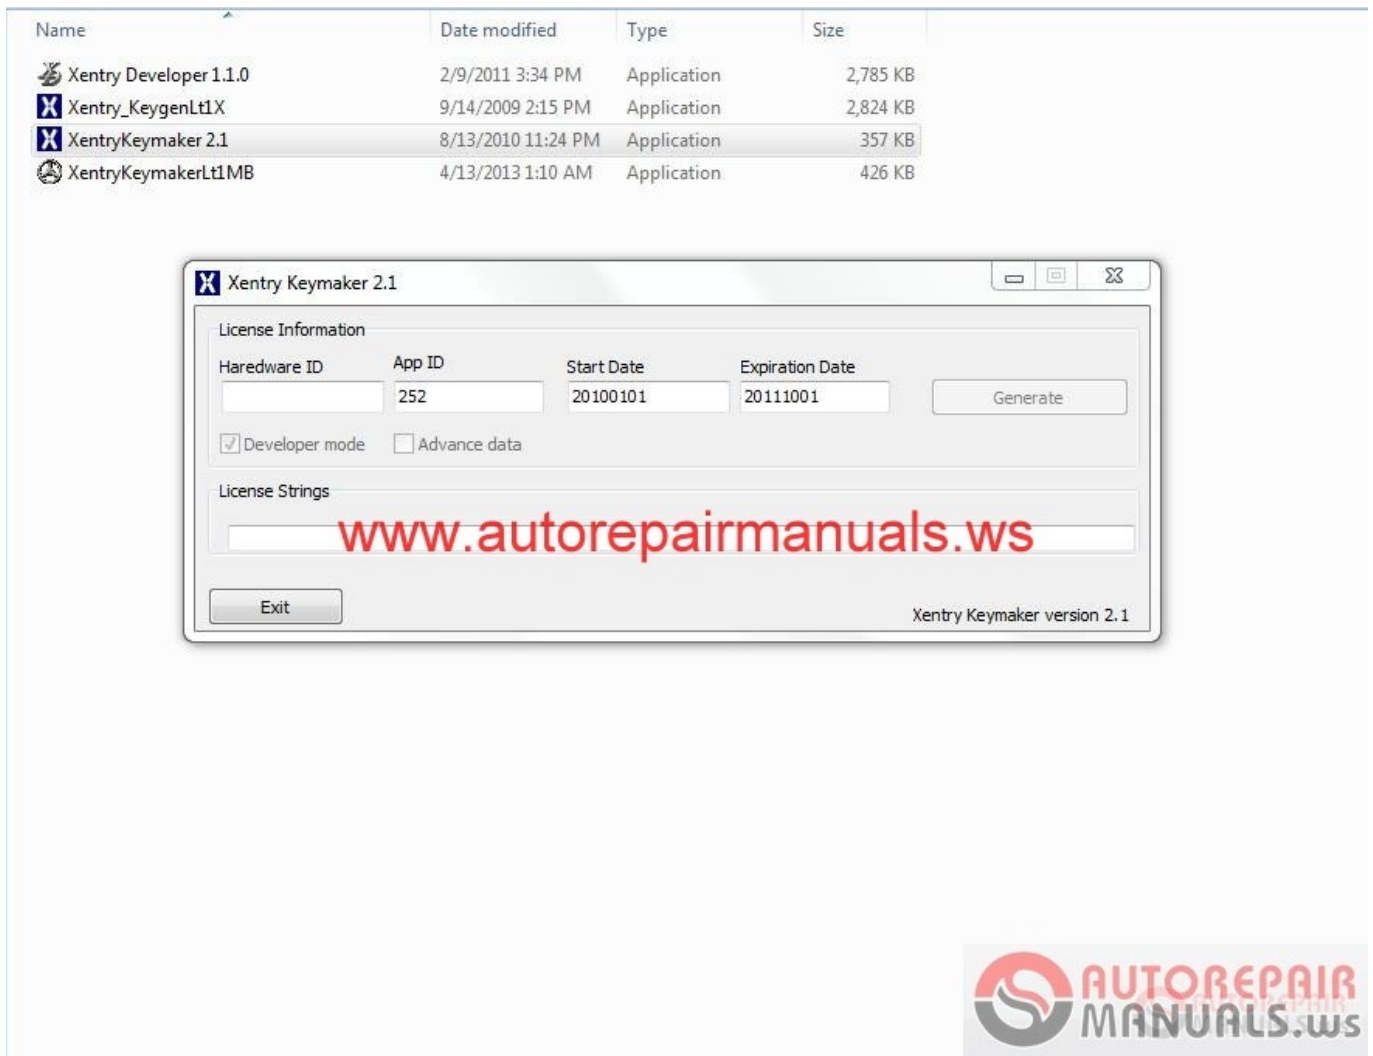 Name Date modified Type Size
Xentry Developer 1.1.0 2/9/2011 3:34 PM Application 2,785 KB
Xentry_KeygenLt1X 9/14/2009 2:15 PM Application 2,824 KB
XentryKeymaker 2.1 8/13/2010 11:24 PM Application 357 KB
XentryKeymakerLt1MB 4/13/2013 1:10 AM Application 426 KB
X Xentry Keymaker 2.1
License Information
Haredware ID App ID Start Date Expiration Date
252 20100101 20111001 Generate
Developer mode Advance data
License Strings
www.autorepairmanuals.ws
Exit
Xentry Keymaker version 2.1
AUTOREPAIR
MANUALS.ws